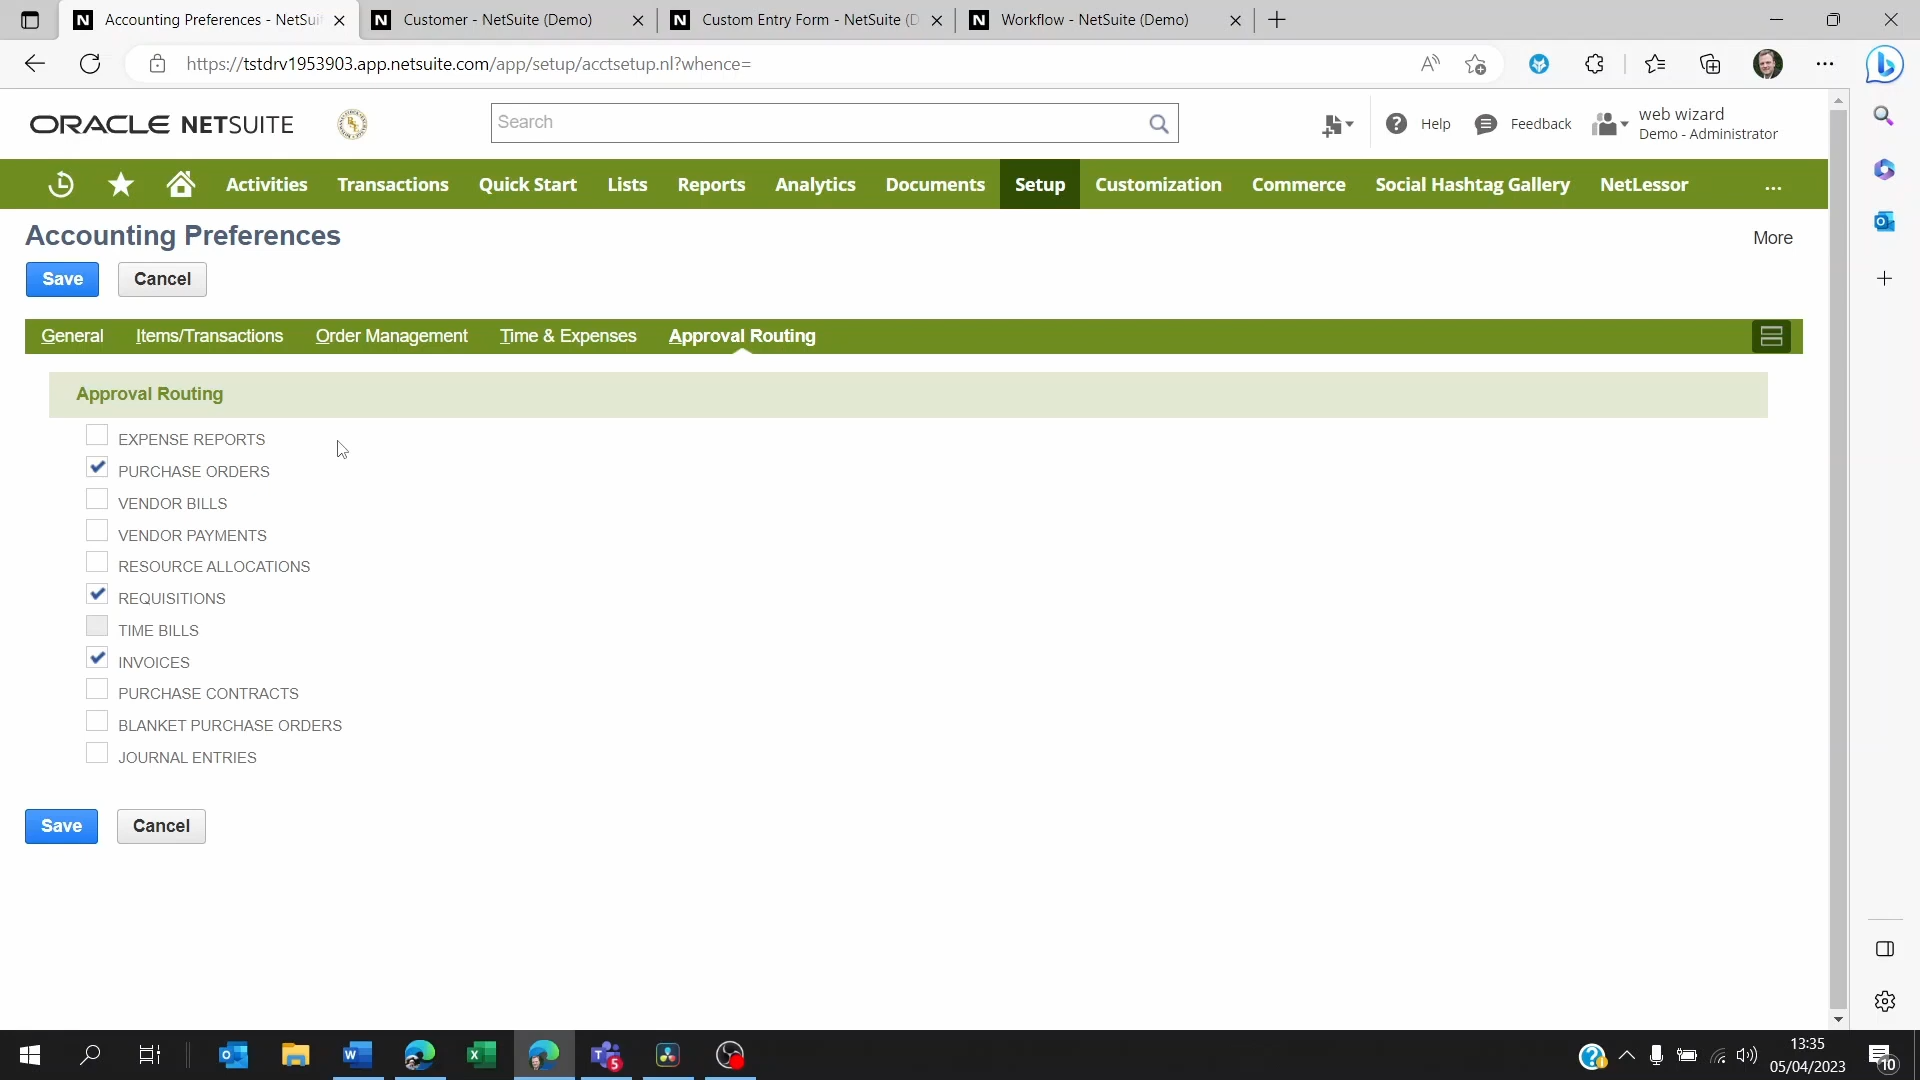 Accounting Preferences - NetSui
Customer - NetSuite (Demo)
Custom Entry Form - NetSuite (D
Workflow - NetSuite (Demo)
https://tstdrv1953903.app.netsuite.com/app/setup/acctsetup.nl?whence=
ORACLE NETSUITE
Search
Help
Feedback
web wizard
Demo - Administrator
Activities
Transactions
Quick Start
Lists
Reports
Analytics
Documents
Setup
Customization
Commerce
Social Hashtag Gallery
NetLessor
...
Accounting Preferences
More
Save
Cancel
General
Items/Transactions
Order Management
Time & Expenses
Approval Routing
Approval Routing
EXPENSE REPORTS
PURCHASE ORDERS
VENDOR BILLS
VENDOR PAYMENTS
RESOURCE ALLOCATIONS
REQUISITIONS
TIME BILLS
INVOICES
PURCHASE CONTRACTS
BLANKET PURCHASE ORDERS
JOURNAL ENTRIES
Save
Cancel
5
13:35
05/04/2023
10